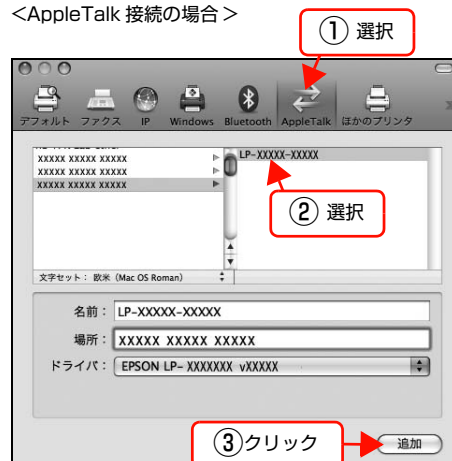 <AppleTalk 接続の場合>
① 選択
デフォルト ファクス IP Windows Bluetooth AppleTalk ほかのプリンタ
XXXXX XXXXX XXXXX
XXXXX XXXXX XXXXX
XXXXX XXXXX XXXXX
LP-XXXXX-XXXXX
② 選択
文字セット： 欧米（Mac OS Roman）
名前： LP-XXXXX-XXXXX
場所： XXXXX XXXXX XXXXX
ドライバ： EPSON LP- XXXXXXX vXXXXX
③クリック
追加